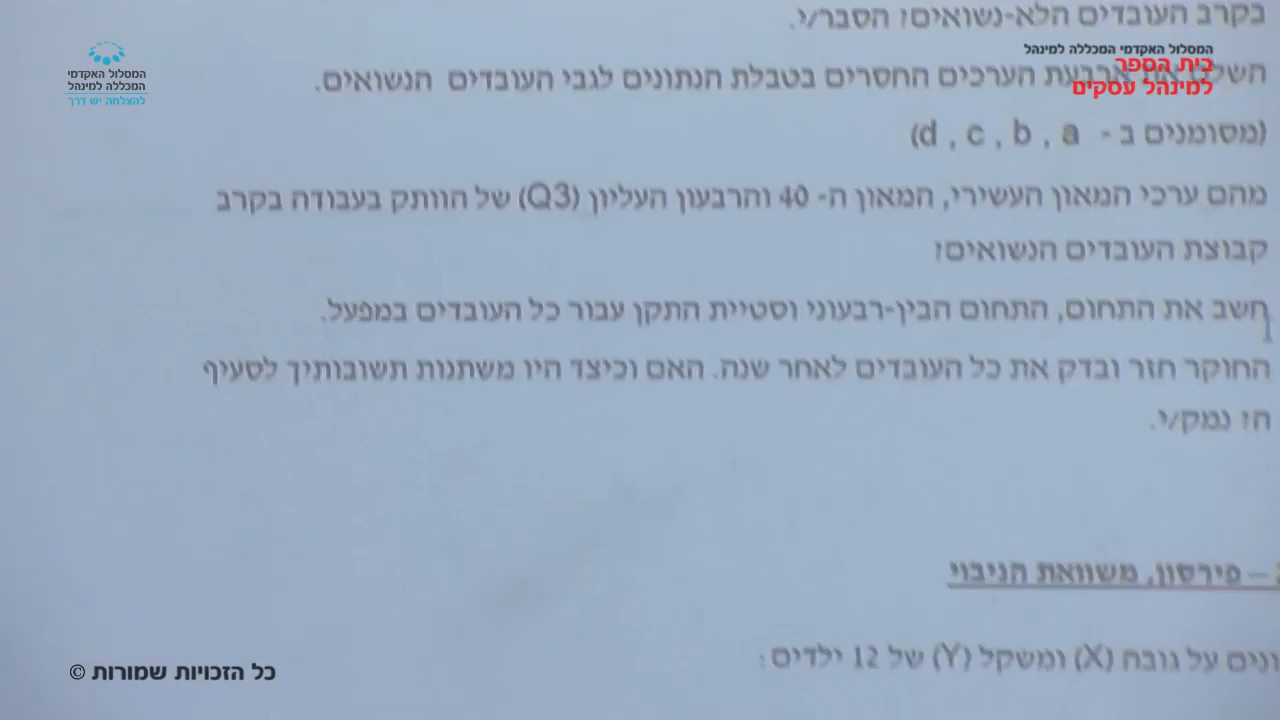 בקרב העובדים הלא-נשואים? הסבר/י.
המסלול האקדמי המכללה למינהל
בית הספר
למינהל עסקים
המסלול האקדמי
המכללה למינהל
להצלחה יש דרך
השלם את ארבעת הערכים החסרים בטבלת הנתונים לגבי העובדים הנשואים.
(מסומנים ב - d , c , b , a)
מהם ערכי המאון העשירי, המאון ה- 40 והרבעון העליון (Q3) של הוותק בעבודה בקרב
קבוצת העובדים הנשואים?
חשב את התחום, התחום הבין-רבעוני וסטיית התקן עבור כל העובדים במפעל.
החוקר חזר ובדק את כל העובדים לאחר שנה. האם וכיצד היו משתנות תשובותיך לסעיף
ה? נמק/י.
– פירסון, משוואת הניבוי
על גובה (X) ומשקל (Y) של 12 ילדים :
כל הזכויות שמורות ©